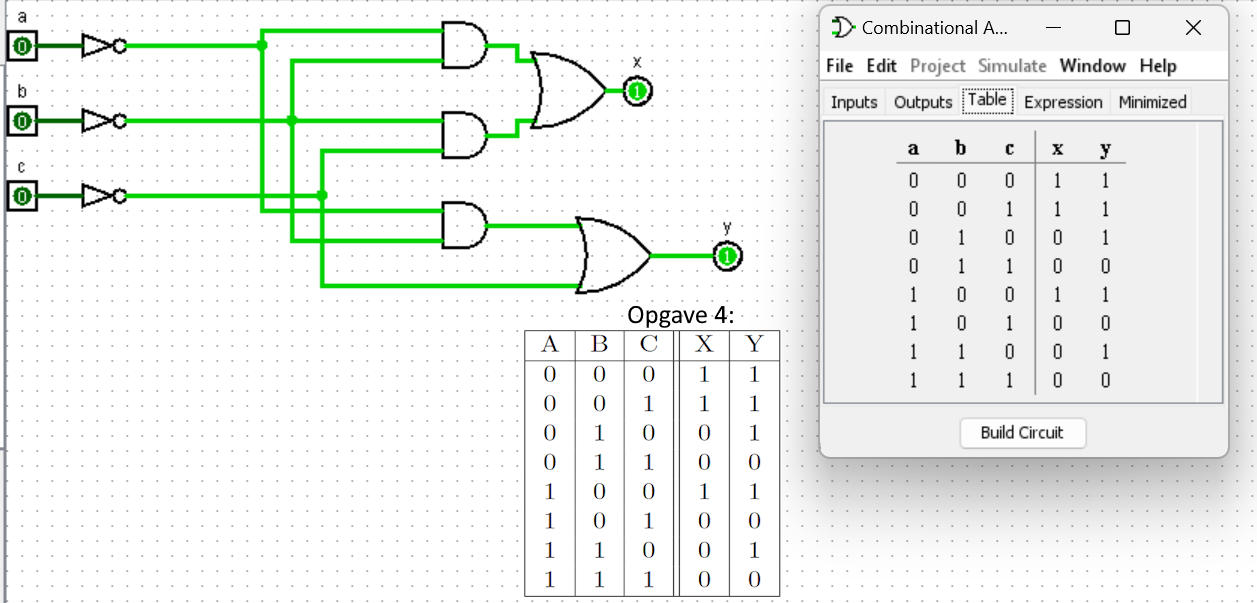 a
0
b
0
c
0
x
1
y
1
Combinational A...
File Edit Project Simulate Window Help
Inputs Outputs Table Expression Minimized
a b c x y
0 0 0 1 1
0 0 1 1 1
0 1 0 0 1
0 1 1 0 0
1 0 0 1 1
1 0 1 0 0
1 1 0 0 1
1 1 1 0 0
Build Circuit
Opgave 4:
A B C X Y
0 0 0 1 1
0 0 1 1 1
0 1 0 0 1
0 1 1 0 0
1 0 0 1 1
1 0 1 0 0
1 1 0 0 1
1 1 1 0 0